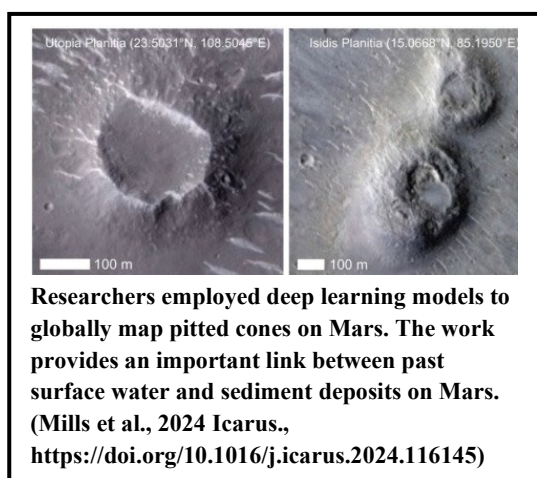 Utopia Planitia (23.5031°N, 108.5045°E)
Isidis Planitia (15.0668°N, 85.1950°E)
100 m
100 m
Researchers employed deep learning models to
globally map pitted cones on Mars. The work
provides an important link between past
surface water and sediment deposits on Mars.
(Mills et al., 2024 Icarus.,
https://doi.org/10.1016/j.icarus.2024.116145)